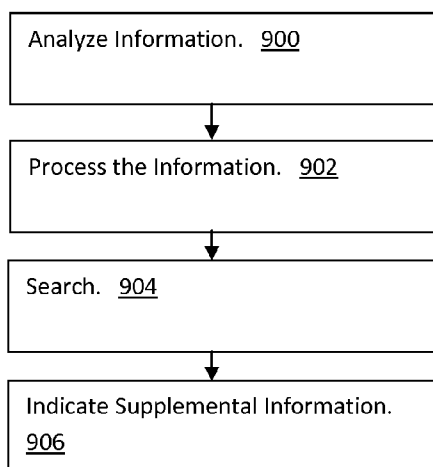 Analyze Information. 900
Process the Information. 902
Search. 904
Indicate Supplemental Information.
906